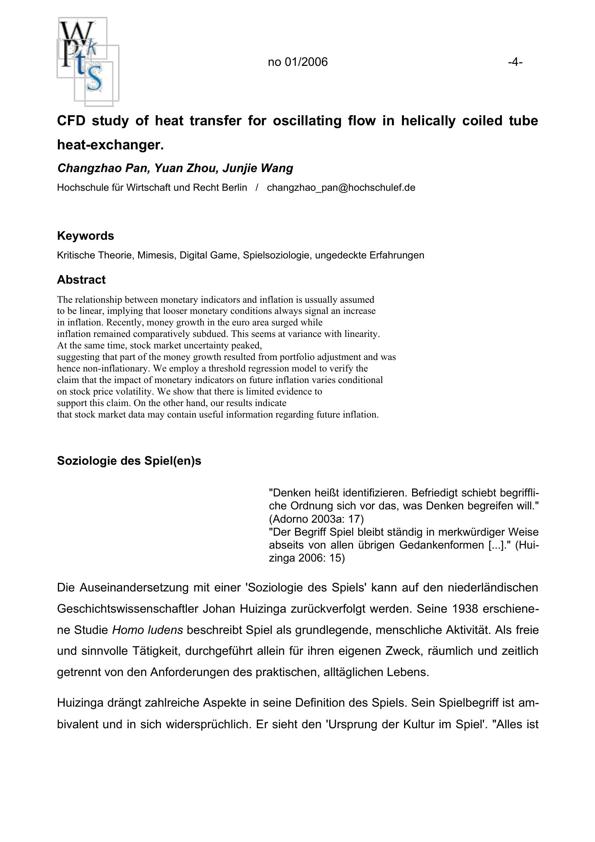 W
P k
t s
S
no 01/2006 -4-
CFD study of heat transfer for oscillating flow in helically coiled tube
heat-exchanger.
Changzhao Pan, Yuan Zhou, Junjie Wang
Hochschule für Wirtschaft und Recht Berlin / changzhao_pan@hochschulef.de
Keywords
Kritische Theorie, Mimesis, Digital Game, Spielsoziologie, ungedeckte Erfahrungen
Abstract
The relationship between monetary indicators and inflation is ussually assumed
to be linear, implying that looser monetary conditions always signal an increase
in inflation. Recently, money growth in the euro area surged while
inflation remained comparatively subdued. This seems at variance with linearity.
At the same time, stock market uncertainty peaked,
suggesting that part of the money growth resulted from portfolio adjustment and was
hence non-inflationary. We employ a threshold regression model to verify the
claim that the impact of monetary indicators on future inflation varies conditional
on stock price volatility. We show that there is limited evidence to
support this claim. On the other hand, our results indicate
that stock market data may contain useful information regarding future inflation.
Soziologie des Spiel(en)s
"Denken heißt identifizieren. Befriedigt schiebt begriffli-
che Ordnung sich vor das, was Denken begreifen will."
(Adorno 2003a: 17)
"Der Begriff Spiel bleibt ständig in merkwürdiger Weise
abseits von allen übrigen Gedankenformen [...]." (Hui-
zinga 2006: 15)
Die Auseinandersetzung mit einer 'Soziologie des Spiels' kann auf den niederländischen
Geschichtswissenschaftler Johan Huizinga zurückverfolgt werden. Seine 1938 erschiene-
ne Studie Homo ludens beschreibt Spiel als grundlegende, menschliche Aktivität. Als freie
und sinnvolle Tätigkeit, durchgeführt allein für ihren eigenen Zweck, räumlich und zeitlich
getrennt von den Anforderungen des praktischen, alltäglichen Lebens.
Huizinga drängt zahlreiche Aspekte in seine Definition des Spiels. Sein Spielbegriff ist am-
bivalent und in sich widersprüchlich. Er sieht den 'Ursprung der Kultur im Spiel'. "Alles ist